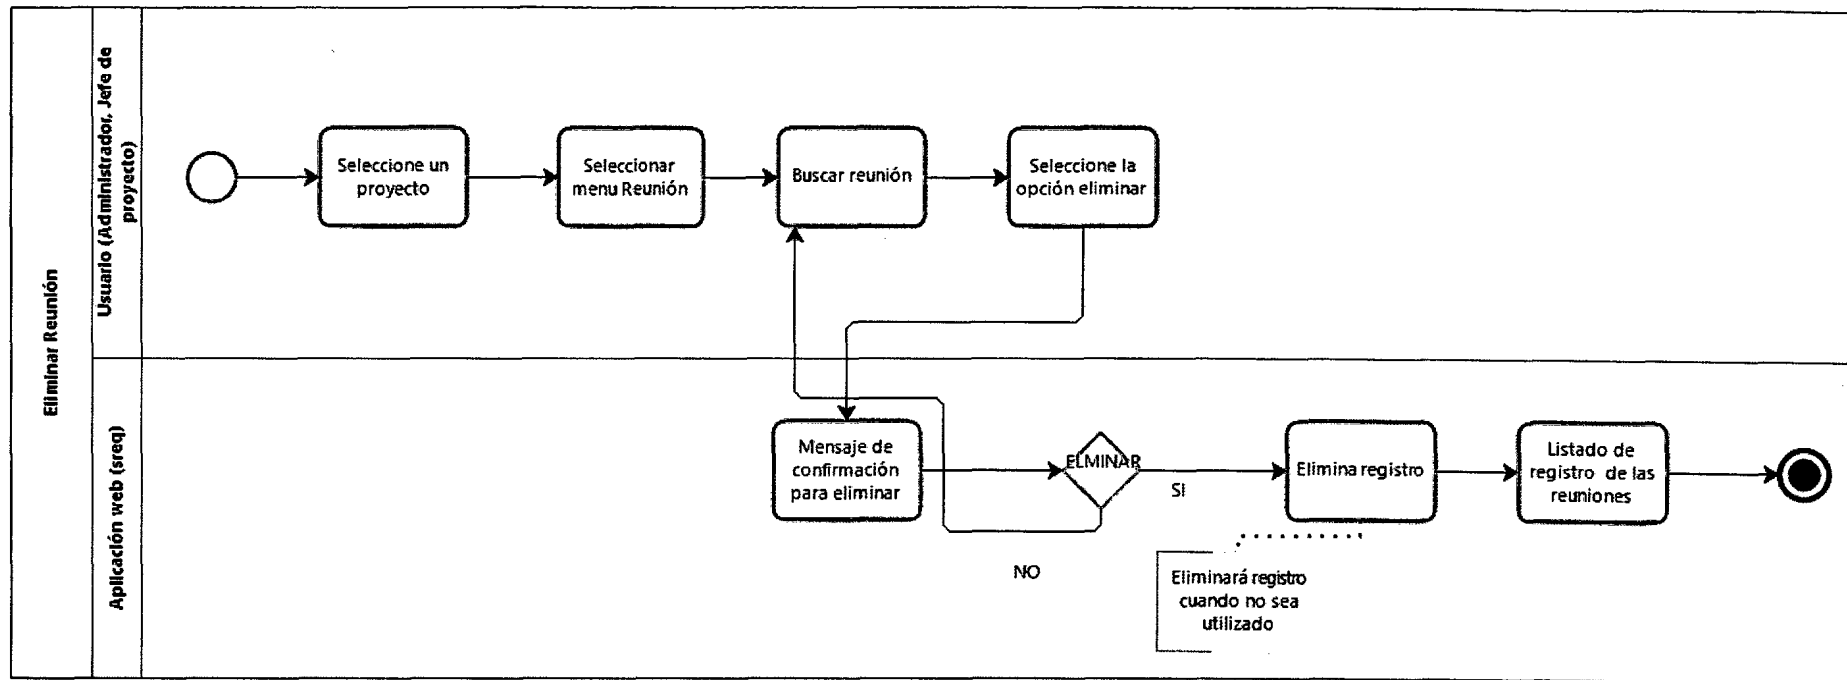 Eliminar Reunión
Usuario (Administrador, Jefe de
proyecto)
Seleccione un
proyecto
Seleccionar
menu Reunión
Buscar reunión
Seleccione la
opción eliminar
Aplicación web (sreq)
Mensaje de
confirmación
para eliminar
ELMINAR
SI
NO
Elimina registro
Listado de
registro de las
reuniones
Eliminará registro
cuando no sea
utilizado